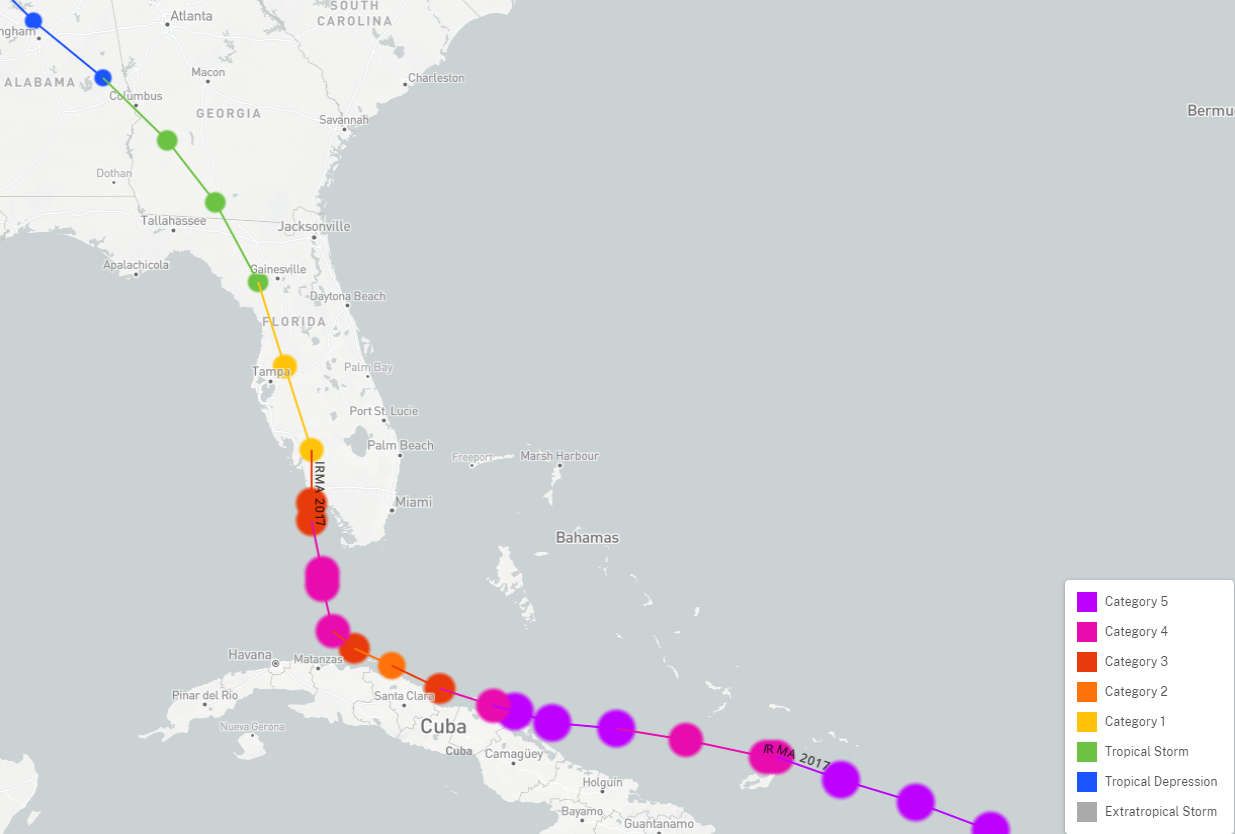 SOUTH
CAROLINA
Atlanta
ngham
ALABAMA
Macon
Charleston
Columbus
GEORGIA
Bermu
Savannah
Dothan
Tallahassee
Jacksonville
Apalachicola
Gainesville
Daytona Beach
FLORIDA
Tampa
Palm Bay
Port St. Lucie
Palm Beach
Freeport
Marsh Harbour
IRMA 2017
Miami
Bahamas
Havana
Matanzas
Pinar del Río
Santa Clara
Nueva Gerona
Cuba
Cuba
Camagüey
IRMA 2017
Holguín
Bayamo
Guantanamo
Category 5
Category 4
Category 3
Category 2
Category 1
Tropical Storm
Tropical Depression
Extratropical Storm